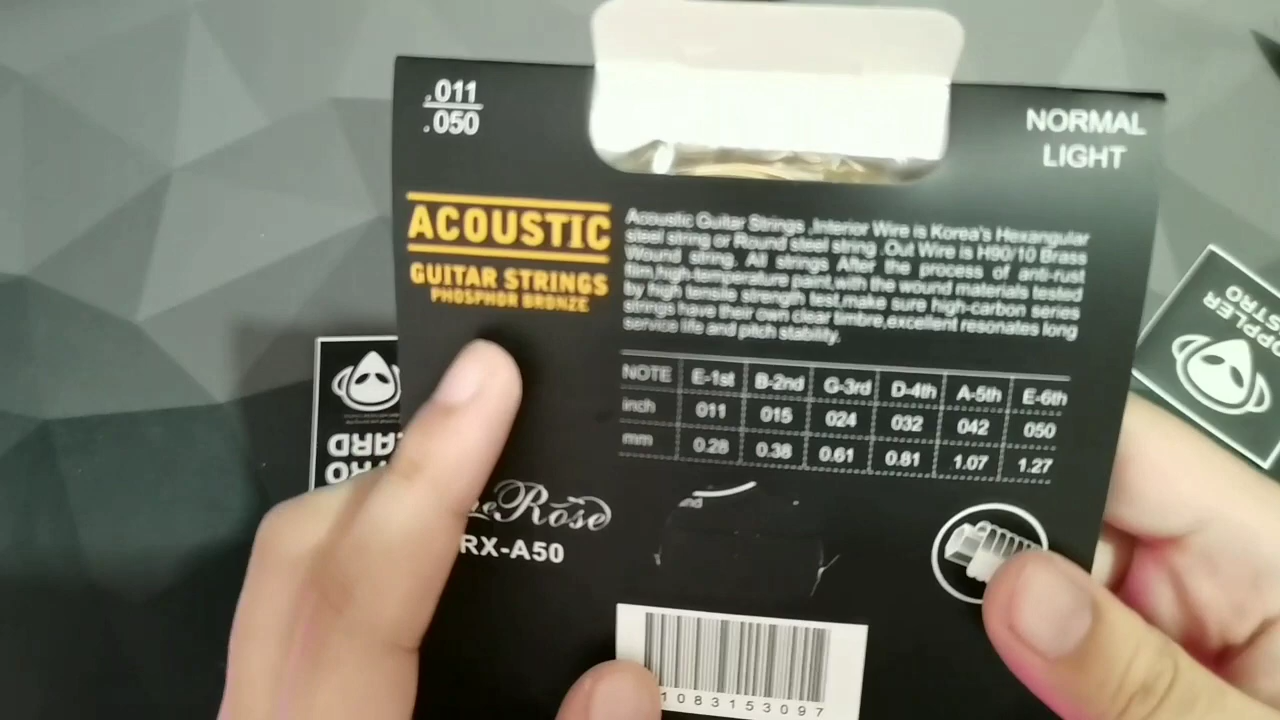 .011
.050
NORMAL
LIGHT
ACOUSTIC
GUITAR STRINGS
PHOSPHOR BRONZE
Acoustic Guitar Strings ,Interior Wire is Korea's Hexangular
steel string or Round steel string .Out Wire is H90/10 Brass
Wound string. All strings After the process of anti-rust
film,high-temperature paint,with the wound materials tested
by high tensile strength test,make sure high-carbon series
strings have their own clear timbre,excellent resonates long
service life and pitch stability.
NOTE E-1st B-2nd G-3rd D-4th A-5th E-6th
inch 011 015 024 032 042 050
mm 0.28 0.38 0.61 0.81 1.07 1.27
Rose
RX-A50
1083153097